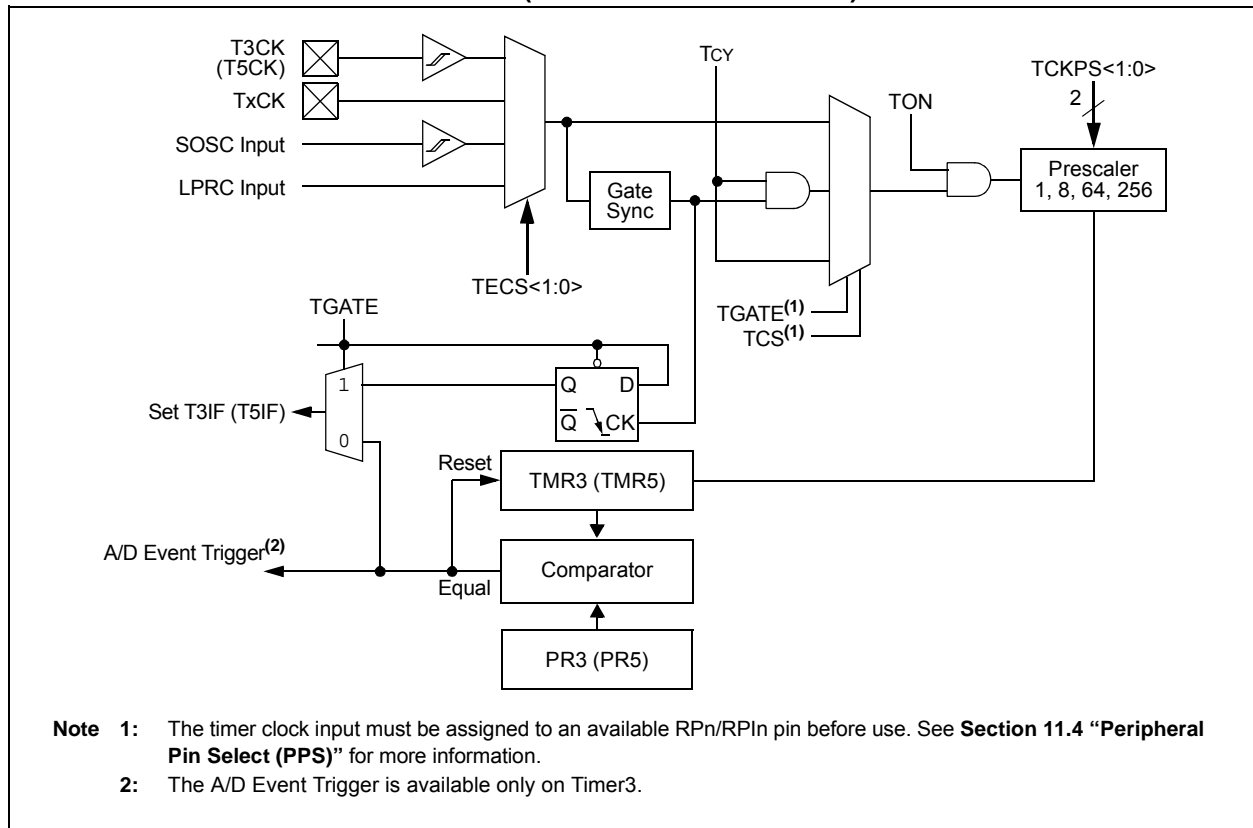 T3CK
(T5CK)
TxCK
SOSC Input
LPRC Input
TECS<1:0>
TCY
Gate
Sync
TGATE(1)
TCS(1)
TON
TCKPS<1:0>
2
Prescaler
1, 8, 64, 256
TGATE
1
0
Set T3IF (T5IF)
Q D
Q CK
Reset
TMR3 (TMR5)
A/D Event Trigger(2)
Equal
Comparator
PR3 (PR5)
Note 1: The timer clock input must be assigned to an available RPn/RPIn pin before use. See Section 11.4 “Peripheral
Pin Select (PPS)” for more information.
2: The A/D Event Trigger is available only on Timer3.